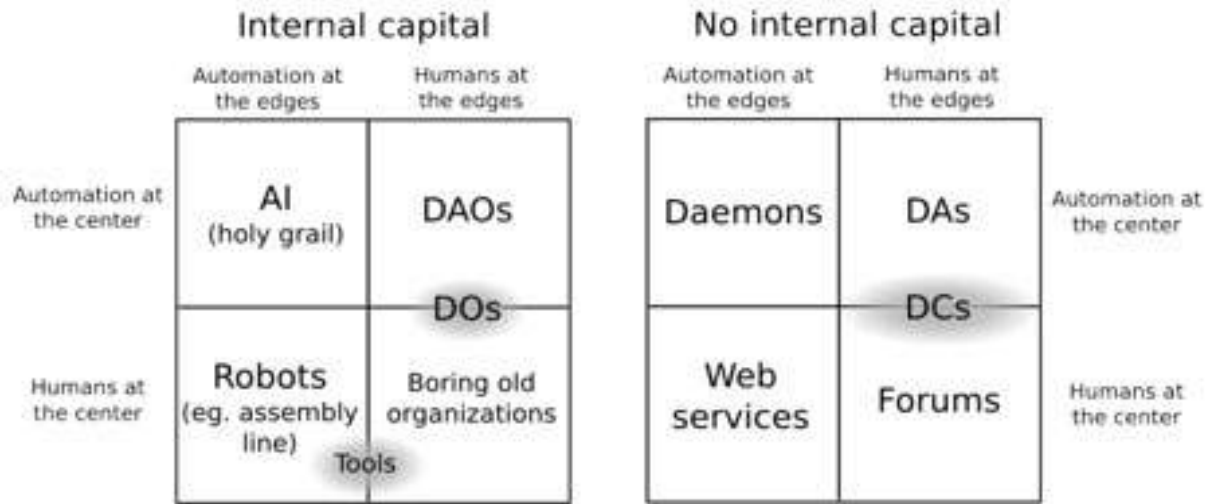 Internal capital
No internal capital
Automation at
the edges
Humans at
the edges
Automation at
the edges
Humans at
the edges
Automation at
the center
AI
(holy grail)
DAOs
Daemons
DAs
Automation at
the center
DOs
DCs
Humans at
the center
Robots
(eg. assembly
line)
Boring old
organizations
Tools
Web
services
Forums
Humans at
the center